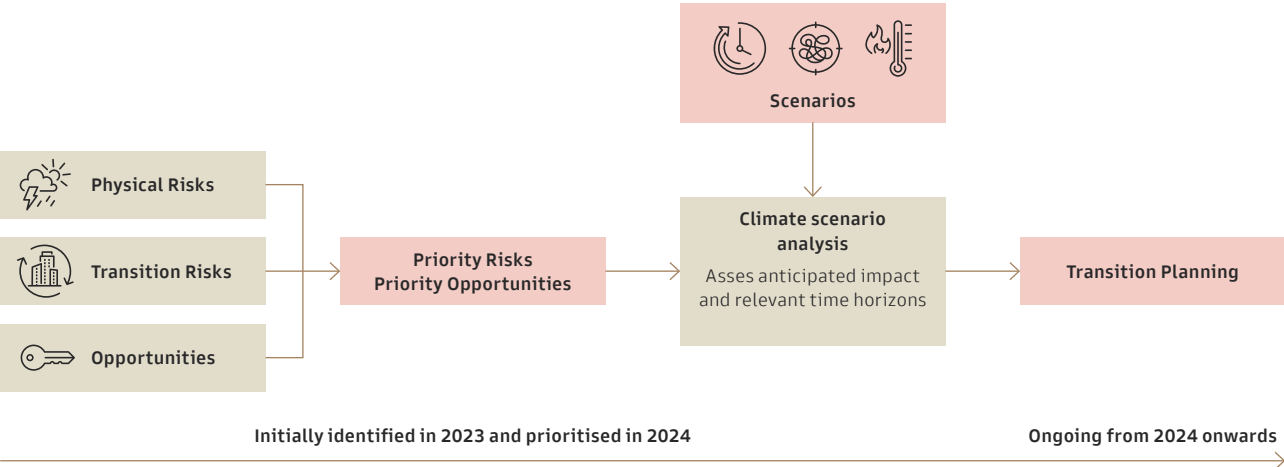 Scenarios
Physical Risks
Transition Risks
Opportunities
Priority Risks
Priority Opportunities
Climate scenario
analysis
Asses anticipated impact
and relevant time horizons
Transition Planning
Initially identified in 2023 and prioritised in 2024
Ongoing from 2024 onwards